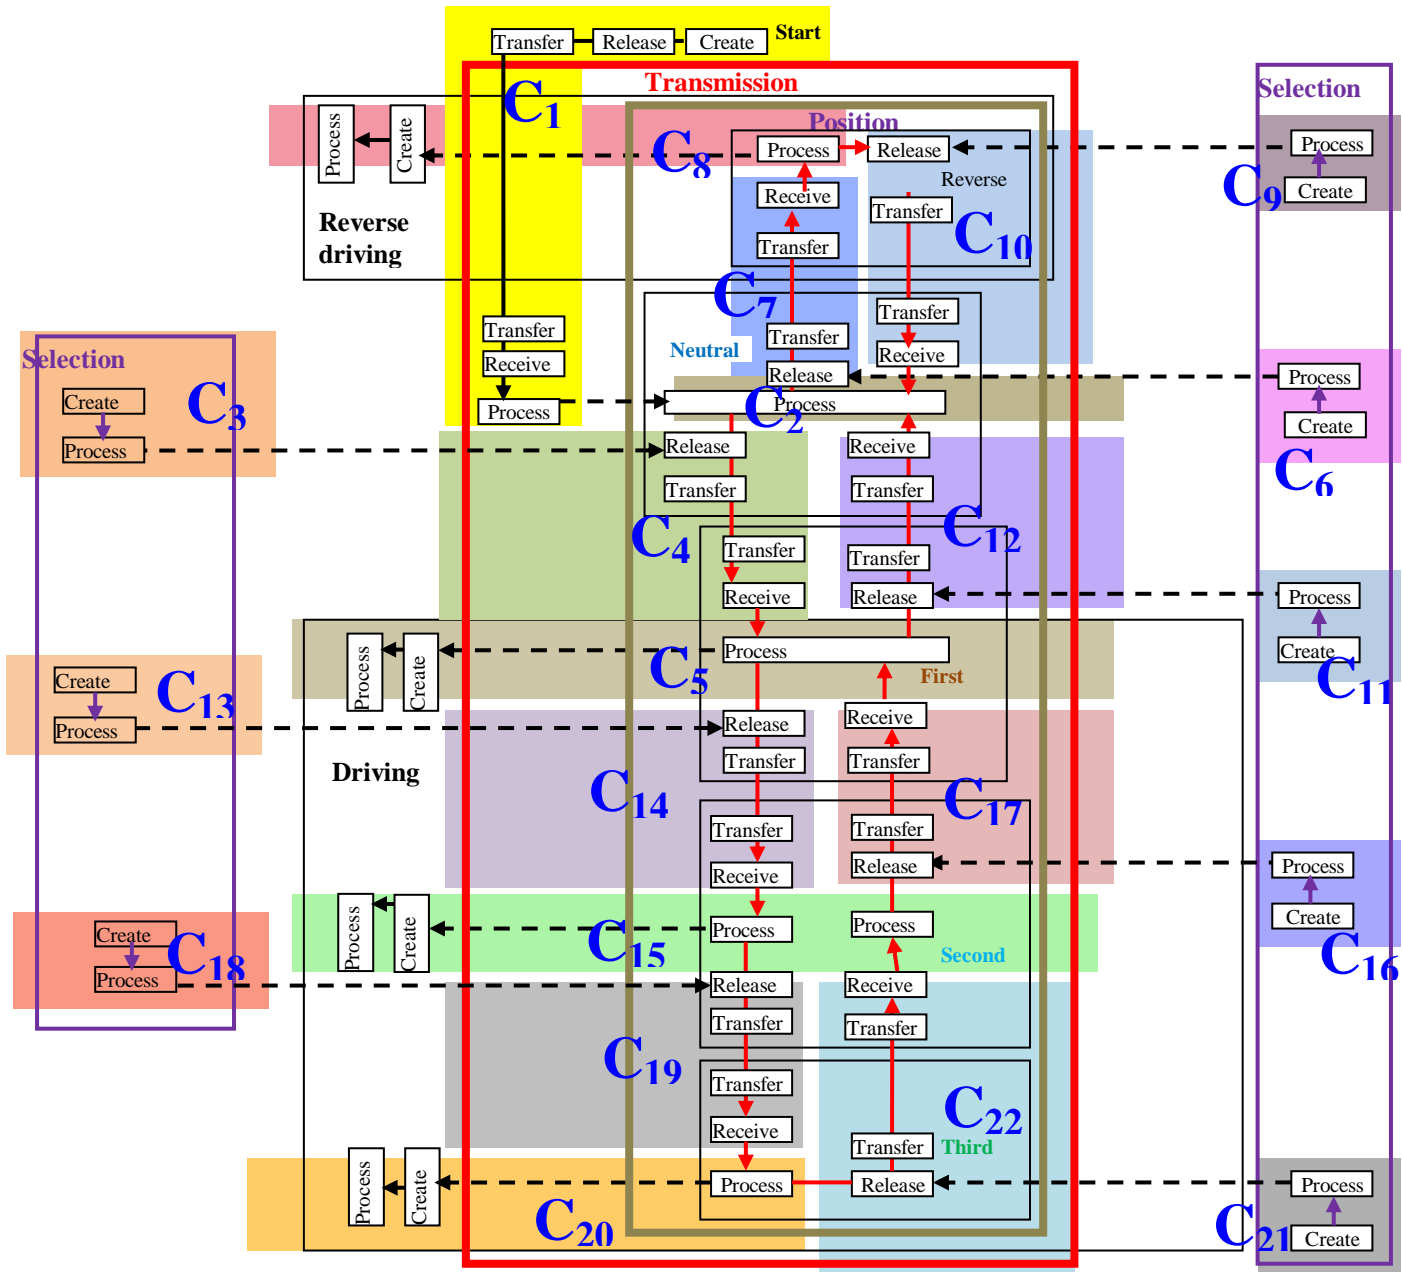 Transfer Release Create Start
Transmission
Selection
C1
Process Create
Position
C8
Process Release
Process
Reverse
Receive
Create
C9
Transfer
C10
Reverse
driving
Transfer
C7
Transfer
Transfer
Transfer
Neutral
Receive
Receive
Selection
Release
Process
Create
C3
Process
Process
C2
Create
Process
Release
Receive
C6
Transfer
Transfer
C4
C12
Transfer
Transfer
Receive
Release
Process
Process
Create
Process
C5
First
Create
C11
Create
C13
Process
Release
Receive
Driving
Transfer
Transfer
C14
C17
Transfer
Transfer
Receive
Release
Process
Process
Create
Create
C16
Create
C18
Process
Process
Process
C15
Second
Release
Receive
Transfer
Transfer
C19
Transfer
C22
Receive
Transfer
Third
Process
Create
Process
Release
Process
C20
C21
Create